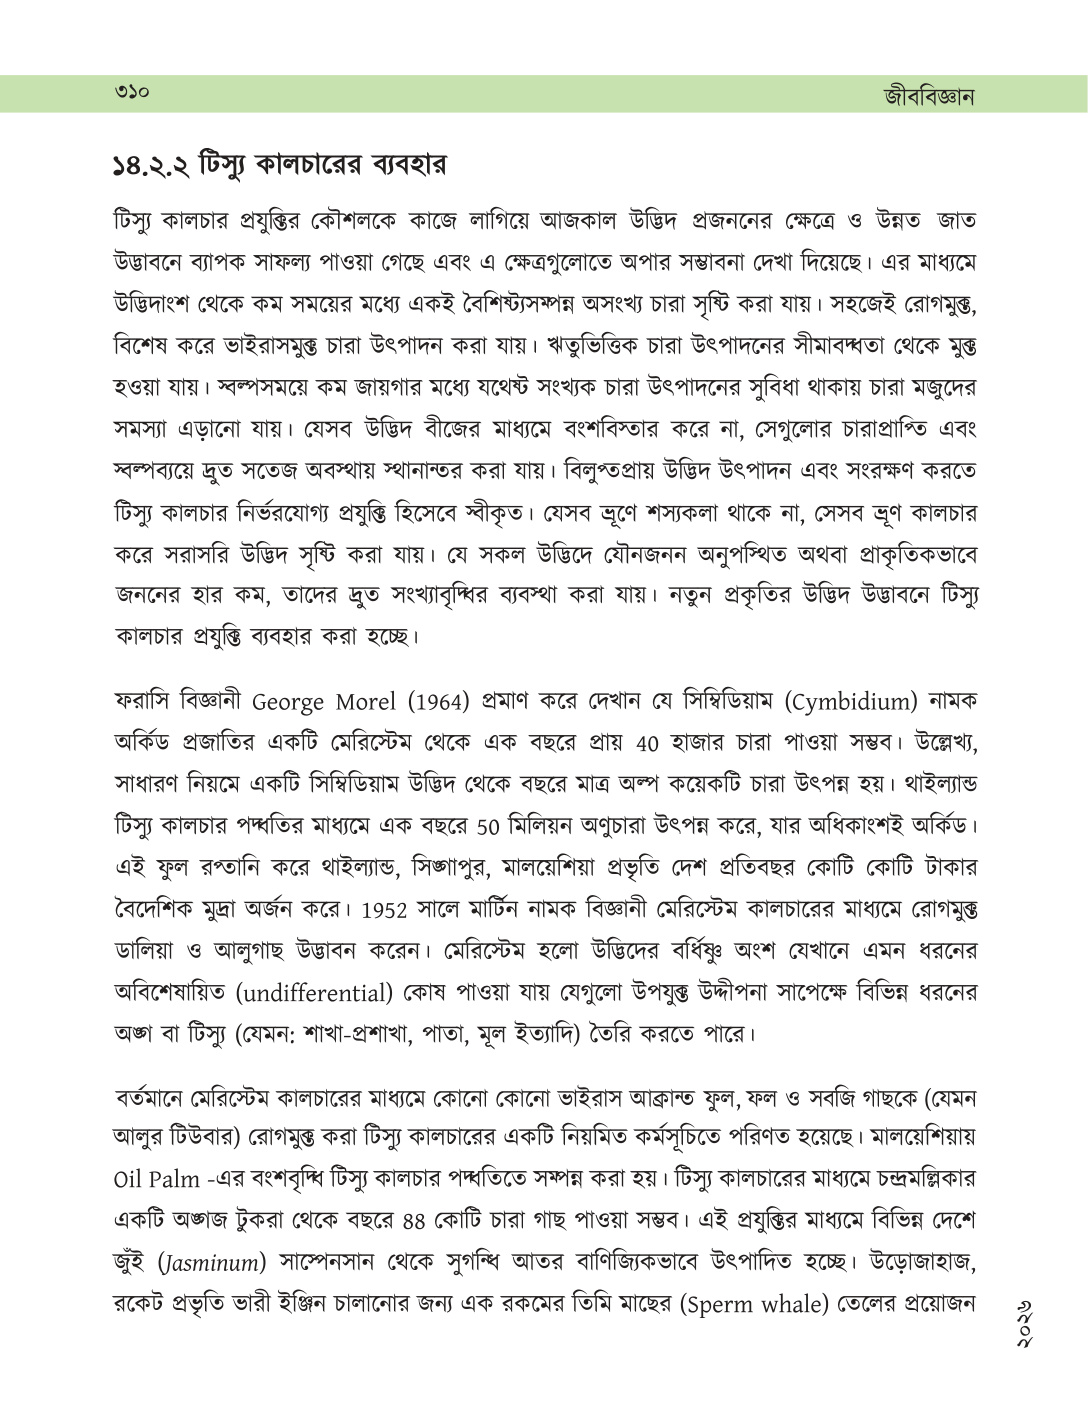 ৩১০
জীববিজ্ঞান
১৪.২.২ টিস্যু কালচারের ব্যবহার
টিস্যু কালচার প্রযুক্তির কৌশলকে কাজে লাগিয়ে আজকাল উদ্ভিদ প্রজননের ক্ষেত্রে ও উন্নত জাত
উদ্ভাবনে ব্যাপক সাফল্য পাওয়া গেছে এবং এ ক্ষেত্রগুলোতে অপার সম্ভাবনা দেখা দিয়েছে। এর মাধ্যমে
উদ্ভিদাংশ থেকে কম সময়ের মধ্যে একই বৈশিষ্ট্যসম্পন্ন অসংখ্য চারা সৃষ্টি করা যায়। সহজেই রোগমুক্ত,
বিশেষ করে ভাইরাসমুক্ত চারা উৎপাদন করা যায়। ঋতুভিত্তিক চারা উৎপাদনের সীমাবদ্ধতা থেকে মুক্ত
হওয়া যায়। স্বল্পসময়ে কম জায়গার মধ্যে যথেষ্ট সংখ্যক চারা উৎপাদনের সুবিধা থাকায় চারা মজুদের
সমস্যা এড়ানো যায়। যেসব উদ্ভিদ বীজের মাধ্যমে বংশবিস্তার করে না, সেগুলোর চারাপ্রাপ্তি এবং
স্বল্পব্যয়ে দ্রুত সতেজ অবস্থায় স্থানান্তর করা যায়। বিলুপ্তপ্রায় উদ্ভিদ উৎপাদন এবং সংরক্ষণ করতে
টিস্যু কালচার নির্ভরযোগ্য প্রযুক্তি হিসেবে স্বীকৃত। যেসব ভ্রূণে শস্যকলা থাকে না, সেসব ভ্রূণ কালচার
করে সরাসরি উদ্ভিদ সৃষ্টি করা যায়। যে সকল উদ্ভিদে যৌনজনন অনুপস্থিত অথবা প্রাকৃতিকভাবে
জননের হার কম, তাদের দ্রুত সংখ্যাবৃদ্ধির ব্যবস্থা করা যায়। নতুন প্রকৃতির উদ্ভিদ উদ্ভাবনে টিস্যু
কালচার প্রযুক্তি ব্যবহার করা হচ্ছে।
ফরাসি বিজ্ঞানী George Morel (1964) প্রমাণ করে দেখান যে সিম্বিডিয়াম (Cymbidium) নামক
অর্কিড প্রজাতির একটি মেরিস্টেম থেকে এক বছরে প্রায় 40 হাজার চারা পাওয়া সম্ভব। উল্লেখ্য,
সাধারণ নিয়মে একটি সিম্বিডিয়াম উদ্ভিদ থেকে বছরে মাত্র অল্প কয়েকটি চারা উৎপন্ন হয়। থাইল্যান্ড
টিস্যু কালচার পদ্ধতির মাধ্যমে এক বছরে 50 মিলিয়ন অণুচারা উৎপন্ন করে, যার অধিকাংশই অর্কিড।
এই ফুল রপ্তানি করে থাইল্যান্ড, সিঙ্গাপুর, মালয়েশিয়া প্রভৃতি দেশ প্রতিবছর কোটি কোটি টাকার
বৈদেশিক মুদ্রা অর্জন করে। 1952 সালে মার্টিন নামক বিজ্ঞানী মেরিস্টেম কালচারের মাধ্যমে রোগমুক্ত
ডালিয়া ও আলুগাছ উদ্ভাবন করেন। মেরিস্টেম হলো উদ্ভিদের বর্ধিষ্ণু অংশ যেখানে এমন ধরনের
অবিশেষায়িত (undifferential) কোষ পাওয়া যায় যেগুলো উপযুক্ত উদ্দীপনা সাপেক্ষে বিভিন্ন ধরনের
অঙ্গ বা টিস্যু (যেমন: শাখা-প্রশাখা, পাতা, মূল ইত্যাদি) তৈরি করতে পারে।
বর্তমানে মেরিস্টেম কালচারের মাধ্যমে কোনো কোনো ভাইরাস আক্রান্ত ফুল, ফল ও সবজি গাছকে (যেমন
আলুর টিউবার) রোগমুক্ত করা টিস্যু কালচারের একটি নিয়মিত কর্মসূচিতে পরিণত হয়েছে। মালয়েশিয়ায়
Oil Palm -এর বংশবৃদ্ধি টিস্যু কালচার পদ্ধতিতে সম্পন্ন করা হয়। টিস্যু কালচারের মাধ্যমে চন্দ্রমল্লিকার
একটি অঙ্গজ টুকরা থেকে বছরে 88 কোটি চারা গাছ পাওয়া সম্ভব। এই প্রযুক্তির মাধ্যমে বিভিন্ন দেশে
জুঁই (Jasminum) সাস্পেনসান থেকে সুগন্ধি আতর বাণিজ্যিকভাবে উৎপাদিত হচ্ছে। উড়োজাহাজ,
রকেট প্রভৃতি ভারী ইঞ্জিন চালানোর জন্য এক রকমের তিমি মাছের (Sperm whale) তেলের প্রয়োজন
২০২৬